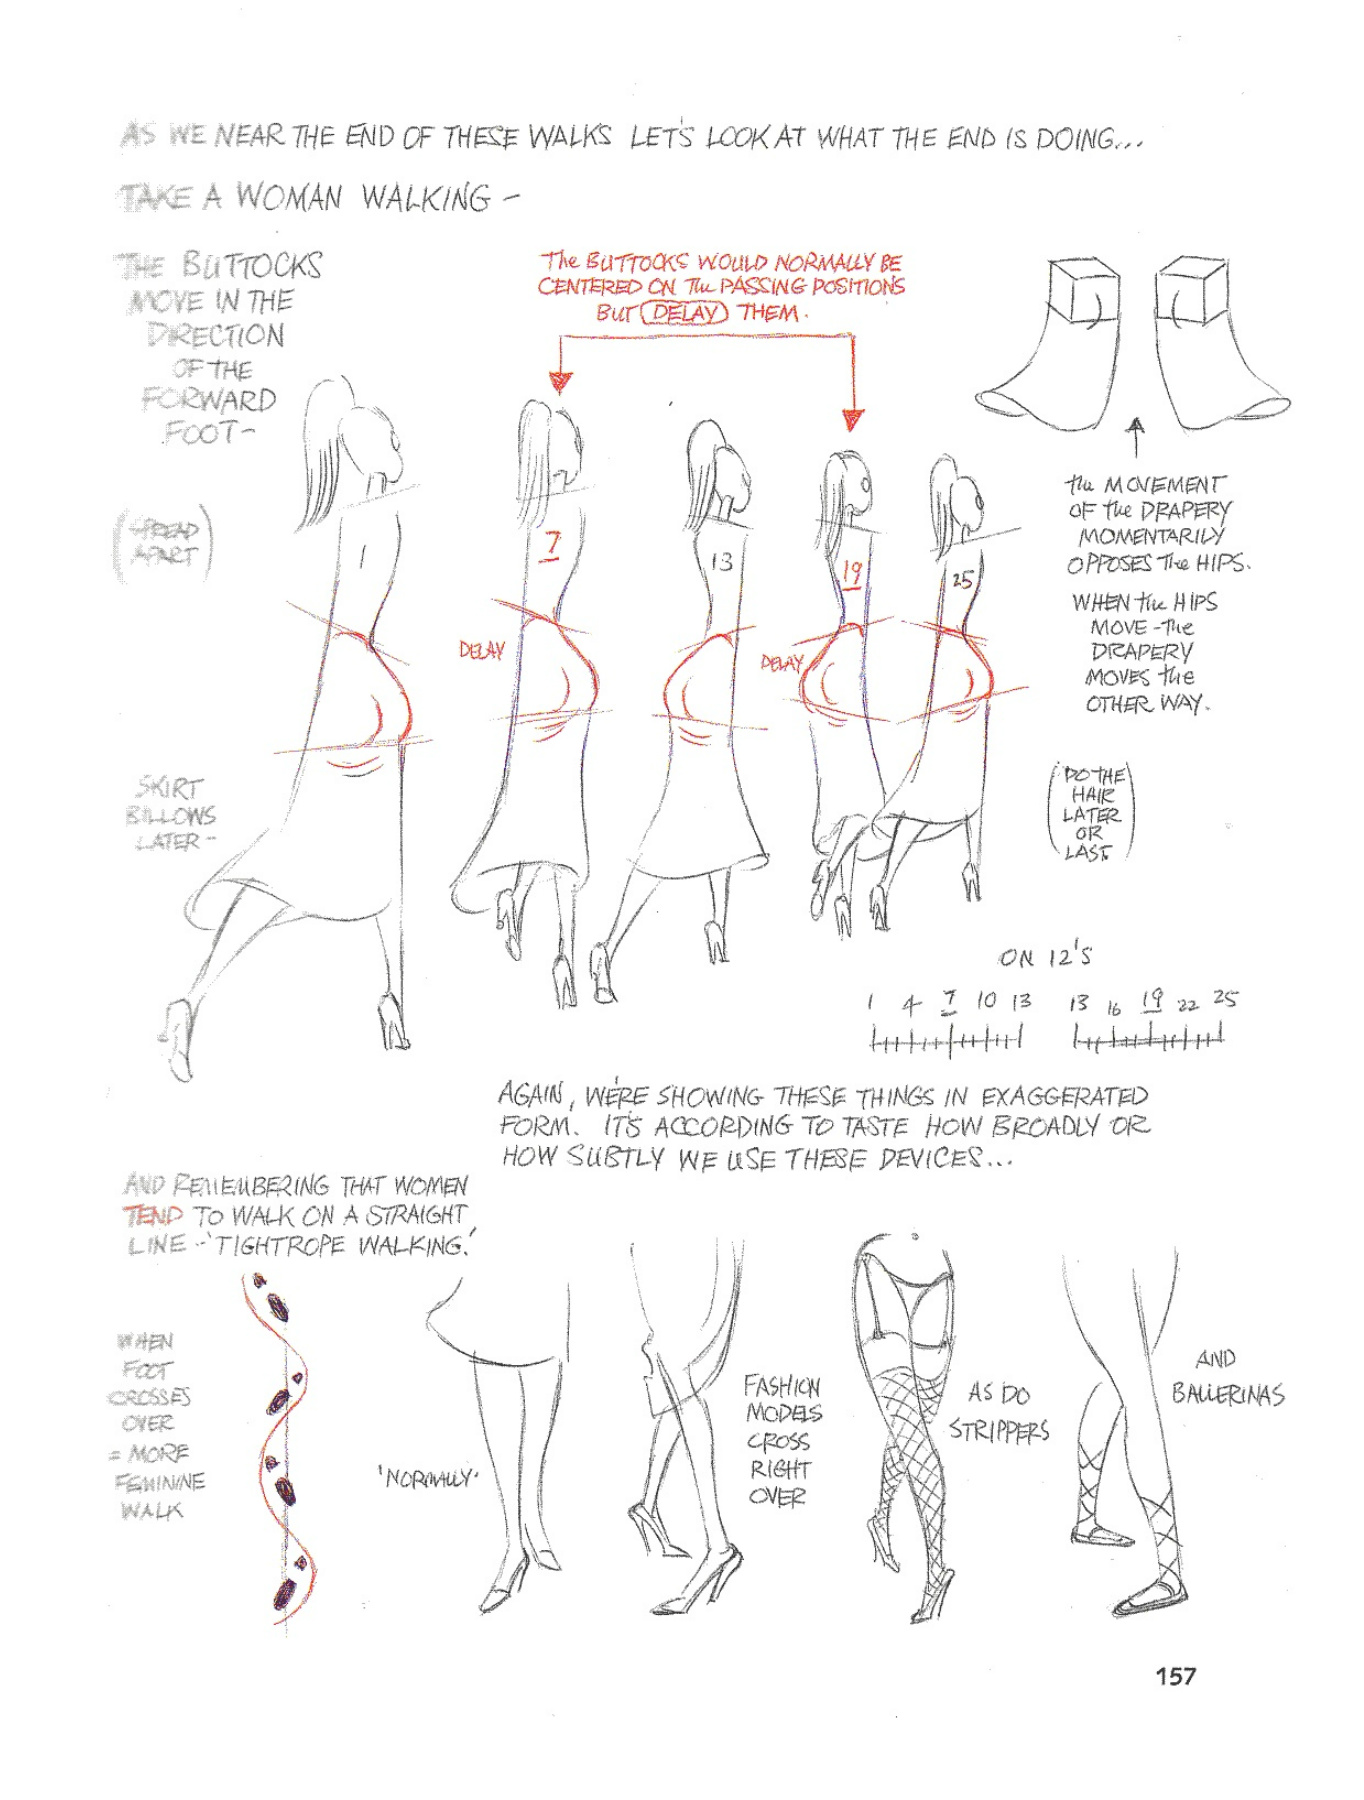 AS WE NEAR THE END OF THESE WALKS LET'S LOOK AT WHAT THE END IS DOING...
TAKE A WOMAN WALKING –
THE BUTTOCKS
MOVE IN THE
DIRECTION
OF THE
FORWARD
FOOT –
(SPREAD
APART)
The BUTTOCKS WOULD NORMALLY BE
CENTERED ON The PASSING POSITIONS
BUT DELAY THEM.
1
7
13
19
25
DELAY
DELAY
the MOVEMENT
OF the DRAPERY
MOMENTARILY
OPPOSES The HIPS.
WHEN the HIPS
MOVE – The
DRAPERY
MOVES the
OTHER WAY.
SKIRT
BILLOWS
LATER –
(DO THE
HAIR
LATER
OR
LAST.)
ON 12'S
1 4 7 10 13 13 16 19 22 25
AGAIN, WE'RE SHOWING THESE THINGS IN EXAGGERATED
FORM. IT'S ACCORDING TO TASTE HOW BROADLY OR
HOW SUBTLY WE USE THESE DEVICES...
AND REMEMBERING THAT WOMEN
TEND TO WALK ON A STRAIGHT
LINE – 'TIGHTROPE WALKING.'
WHEN
FOOT
CROSSES
OVER
= MORE
FEMININE
WALK
'NORMALLY'
FASHION
MODELS
CROSS
RIGHT
OVER
AS DO
STRIPPERS
AND
BALLERINAS
157